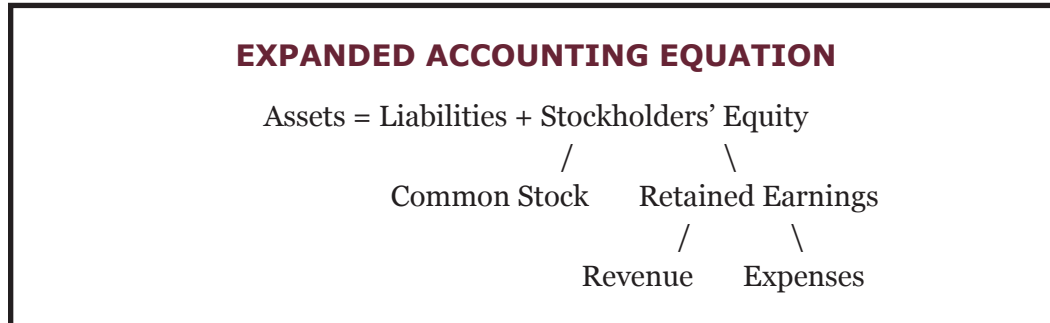 EXPANDED ACCOUNTING EQUATION
Assets = Liabilities + Stockholders’ Equity
/ \
Common Stock Retained Earnings
/ \
Revenue Expenses